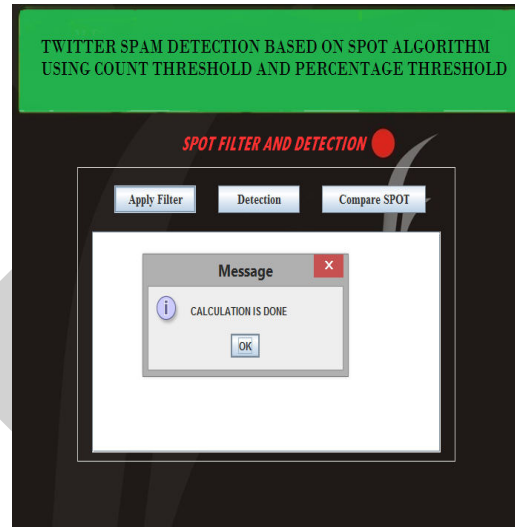 TWITTER SPAM DETECTION BASED ON SPOT ALGORITHM
USING COUNT THRESHOLD AND PERCENTAGE THRESHOLD
SPOT FILTER AND DETECTION
Apply Filter Detection Compare SPOT
Message x
i CALCULATION IS DONE
OK